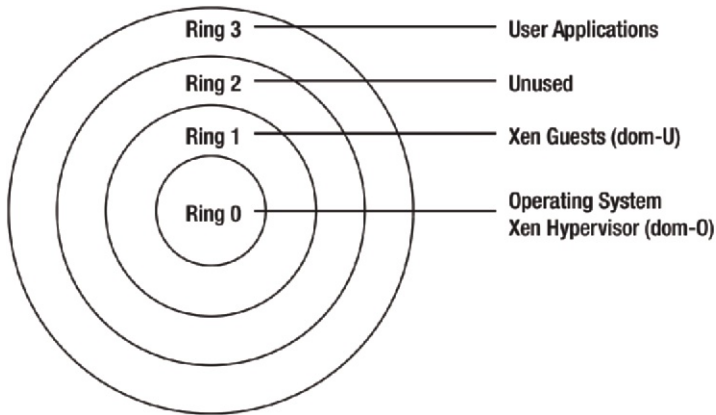 Ring 3 User Applications
Ring 2 Unused
Ring 1 Xen Guests (dom-U)
Ring 0 Operating System
Xen Hypervisor (dom-O)